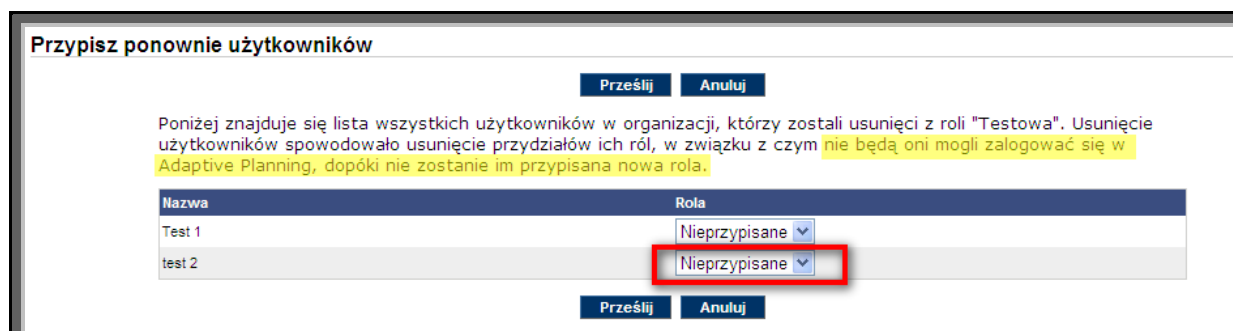 Przypisz ponownie użytkowników
Prześlij Anuluj
Poniżej znajduje się lista wszystkich użytkowników w organizacji, którzy zostali usunięci z roli "Testowa". Usunięcie
użytkowników spowodowało usunięcie przydziałów ich ról, w związku z czym nie będą oni mogli zalogować się w
Adaptive Planning, dopóki nie zostanie im przypisana nowa rola.
Nazwa Rola
Test 1 Nieprzypisane
test 2 Nieprzypisane
Prześlij Anuluj